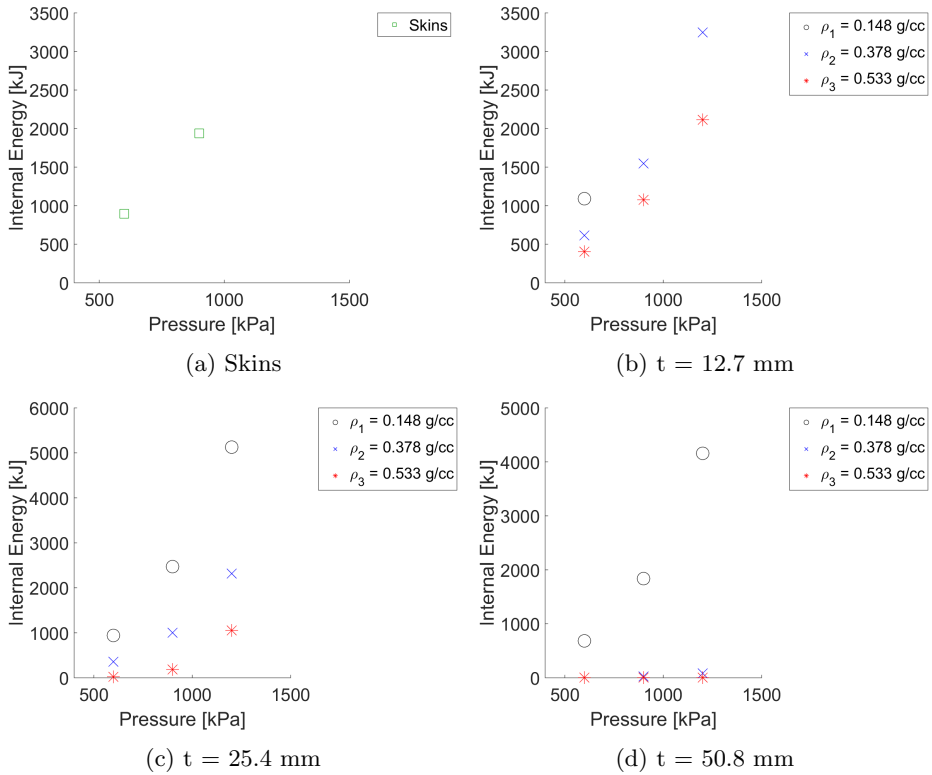 3500
3000
2500
2000
1500
1000
500
0
500 1000 1500
Internal Energy [kJ]
Pressure [kPa]
Skins
(a) Skins
3500
3000
2500
2000
1500
1000
500
0
500 1000 1500
Internal Energy [kJ]
Pressure [kPa]
ρ1 = 0.148 g/cc
ρ2 = 0.378 g/cc
ρ3 = 0.533 g/cc
(b) t = 12.7 mm
6000
5000
4000
3000
2000
1000
0
500 1000 1500
Internal Energy [kJ]
Pressure [kPa]
ρ1 = 0.148 g/cc
ρ2 = 0.378 g/cc
ρ3 = 0.533 g/cc
(c) t = 25.4 mm
5000
4000
3000
2000
1000
0
500 1000 1500
Internal Energy [kJ]
Pressure [kPa]
ρ1 = 0.148 g/cc
ρ2 = 0.378 g/cc
ρ3 = 0.533 g/cc
(d) t = 50.8 mm